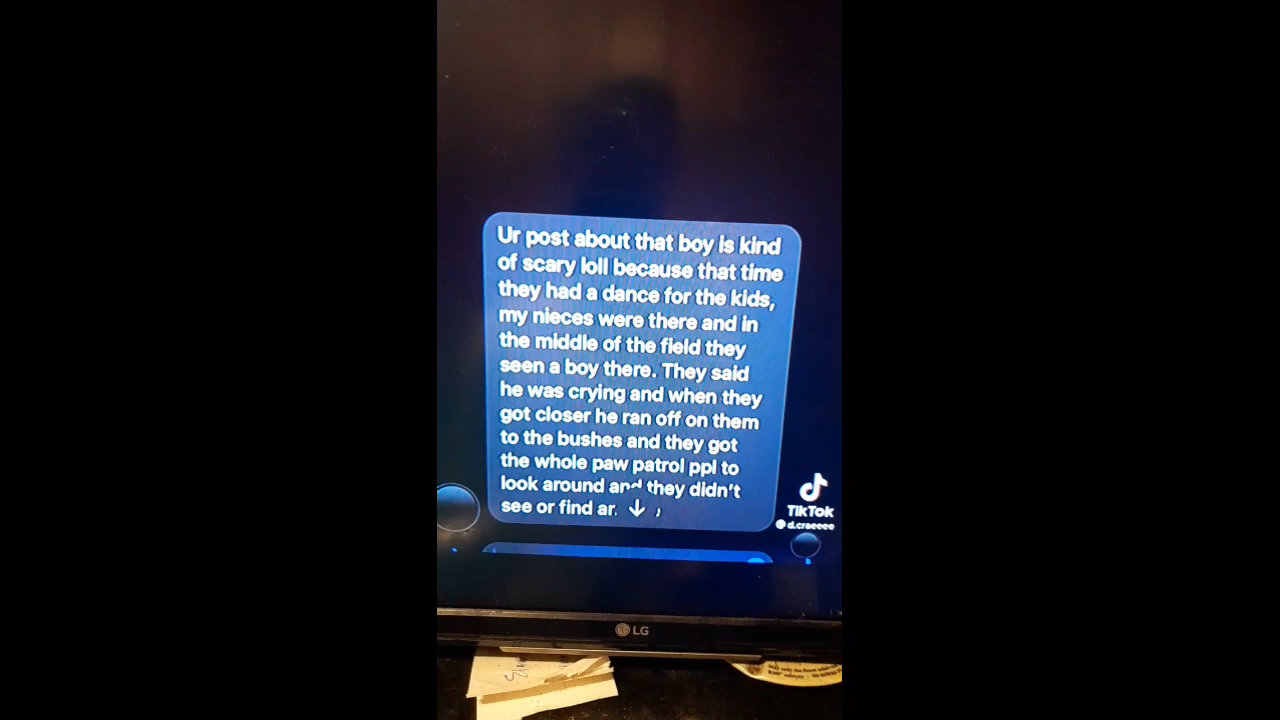 Ur post about that boy is kind
of scary loll because that time
they had a dance for the kids,
my nieces were there and in
the middle of the field they
seen a boy there. They said
he was crying and when they
got closer he ran off on them
to the bushes and they got
the whole paw patrol ppl to
look around and they didn't
see or find
TikTok
d.craeeee
LG